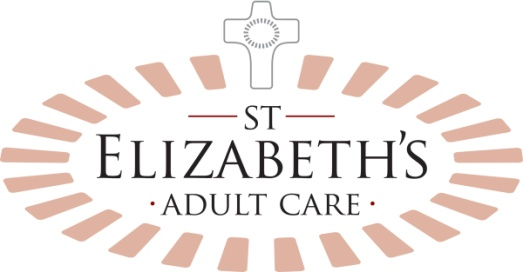 ST
ELIZABETH'S
· ADULT CARE ·